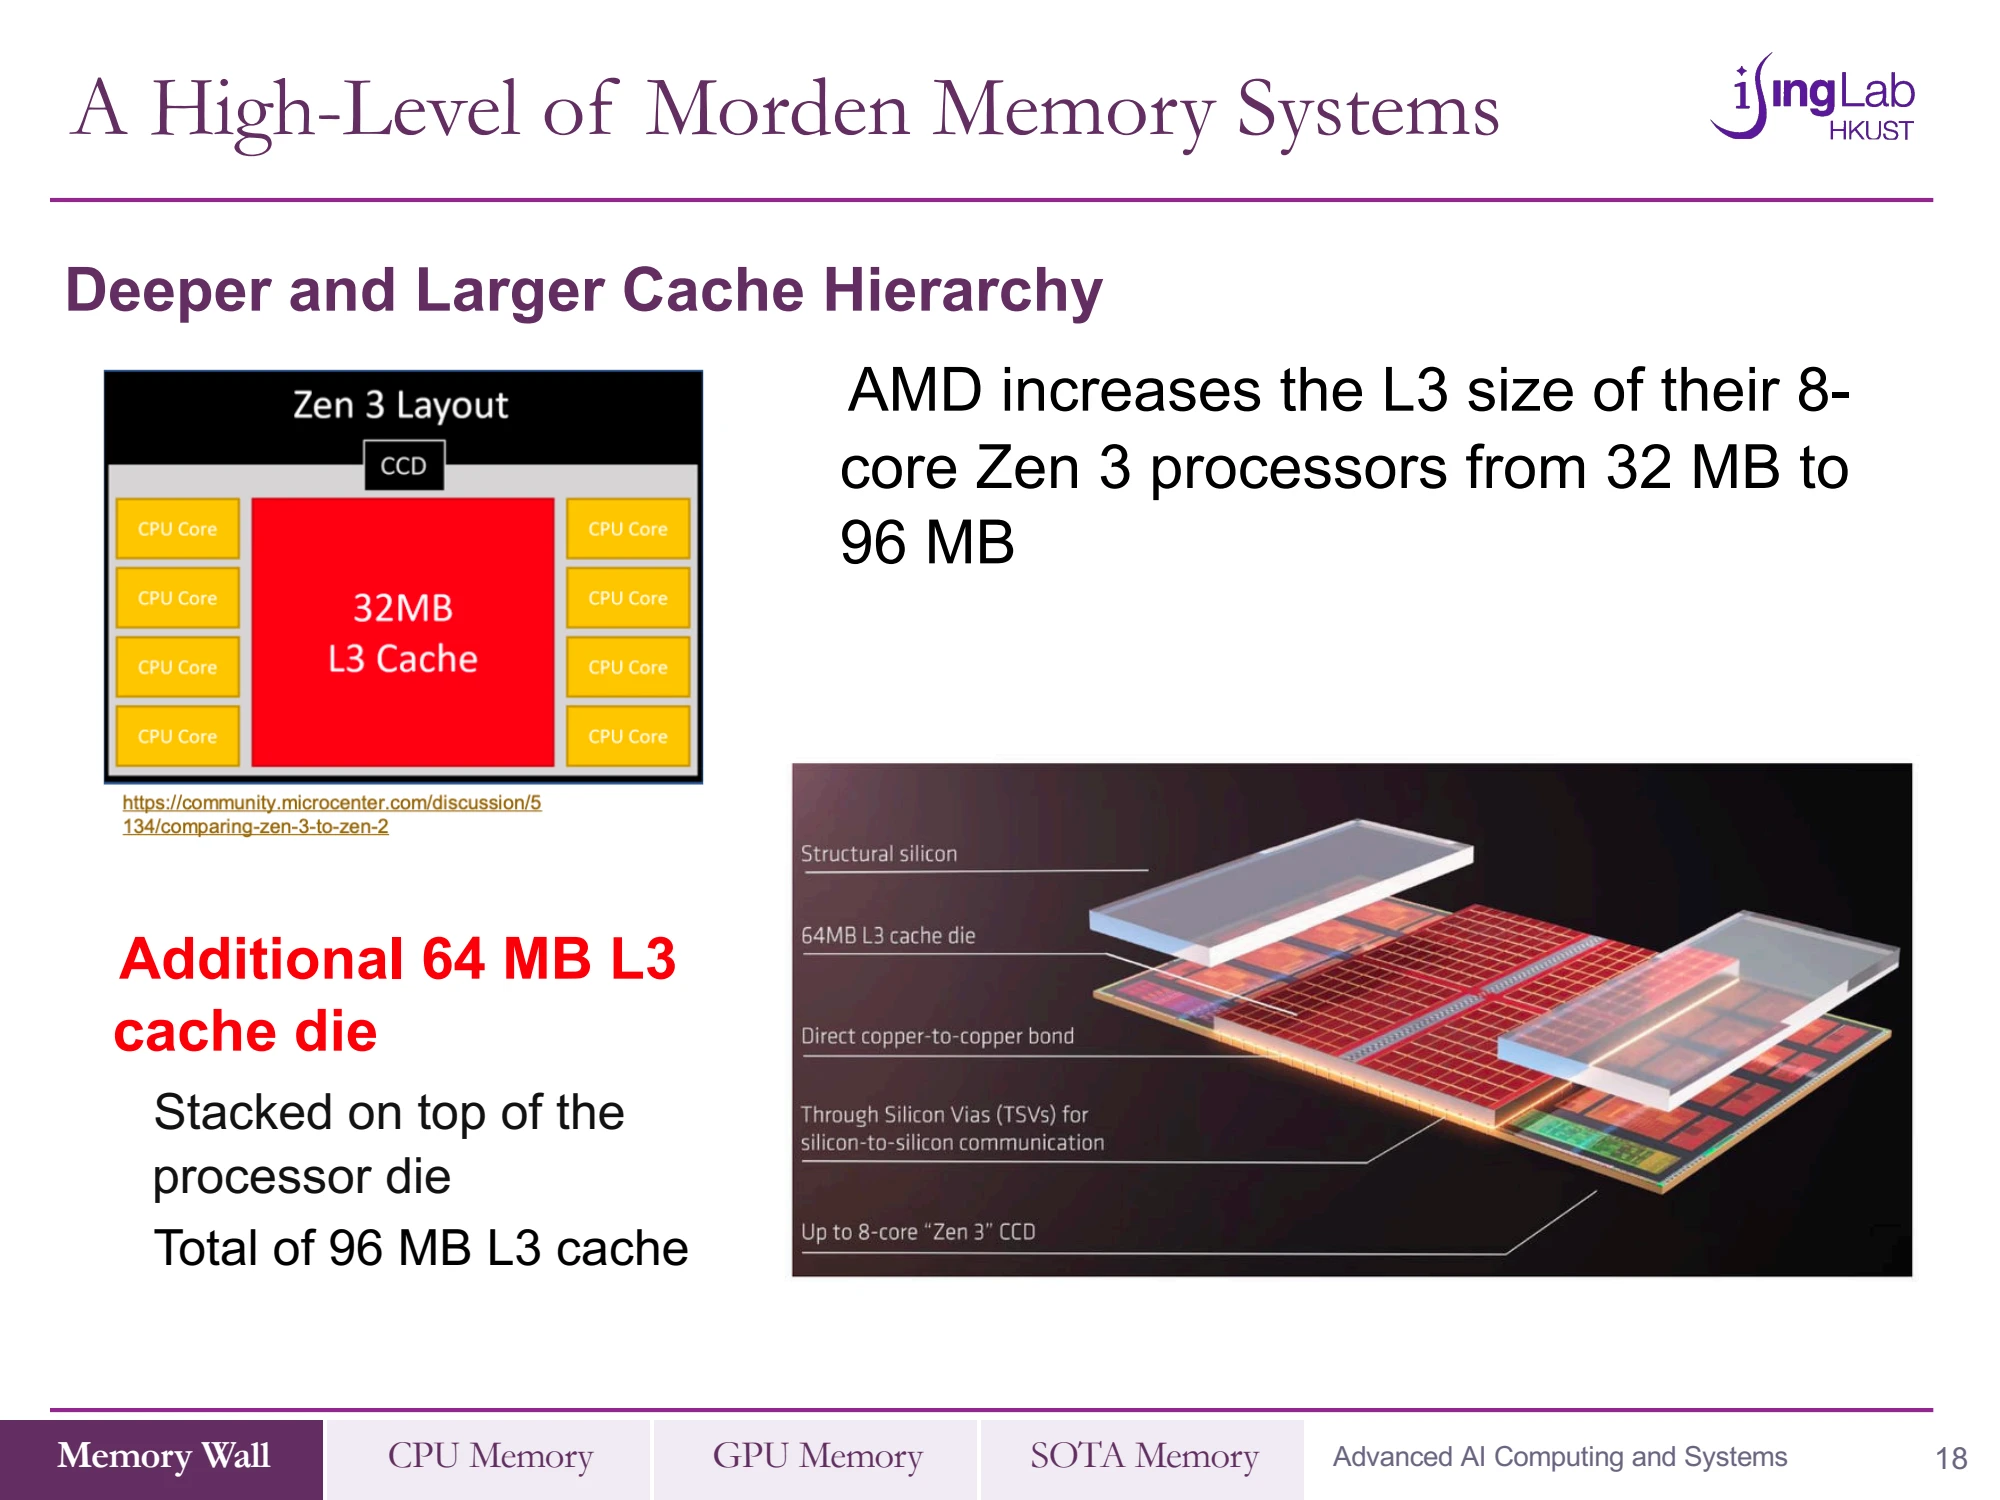 A High-Level of Morden Memory Systems
isingLab
HKUST
Deeper and Larger Cache Hierarchy
Zen 3 Layout
CCD
CPU Core
CPU Core
CPU Core
CPU Core
32MB
L3 Cache
CPU Core
CPU Core
CPU Core
CPU Core
https://community.microcenter.com/discussion/5
134/comparing-zen-3-to-zen-2
AMD increases the L3 size of their 8-
core Zen 3 processors from 32 MB to
96 MB
Additional 64 MB L3
cache die
Stacked on top of the
processor die
Total of 96 MB L3 cache
Structural silicon
64MB L3 cache die
Direct copper-to-copper bond
Through Silicon Vias (TSVs) for
silicon-to-silicon communication
Up to 8-core “Zen 3” CCD
Memory Wall
CPU Memory
GPU Memory
SOTA Memory
Advanced AI Computing and Systems
18